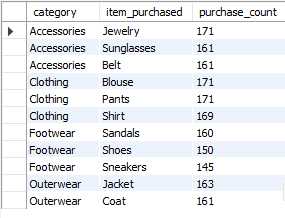 category item_purchased purchase_count
Accessories Jewelry 171
Accessories Sunglasses 161
Accessories Belt 161
Clothing Blouse 171
Clothing Pants 171
Clothing Shirt 169
Footwear Sandals 160
Footwear Shoes 150
Footwear Sneakers 145
Outerwear Jacket 163
Outerwear Coat 161